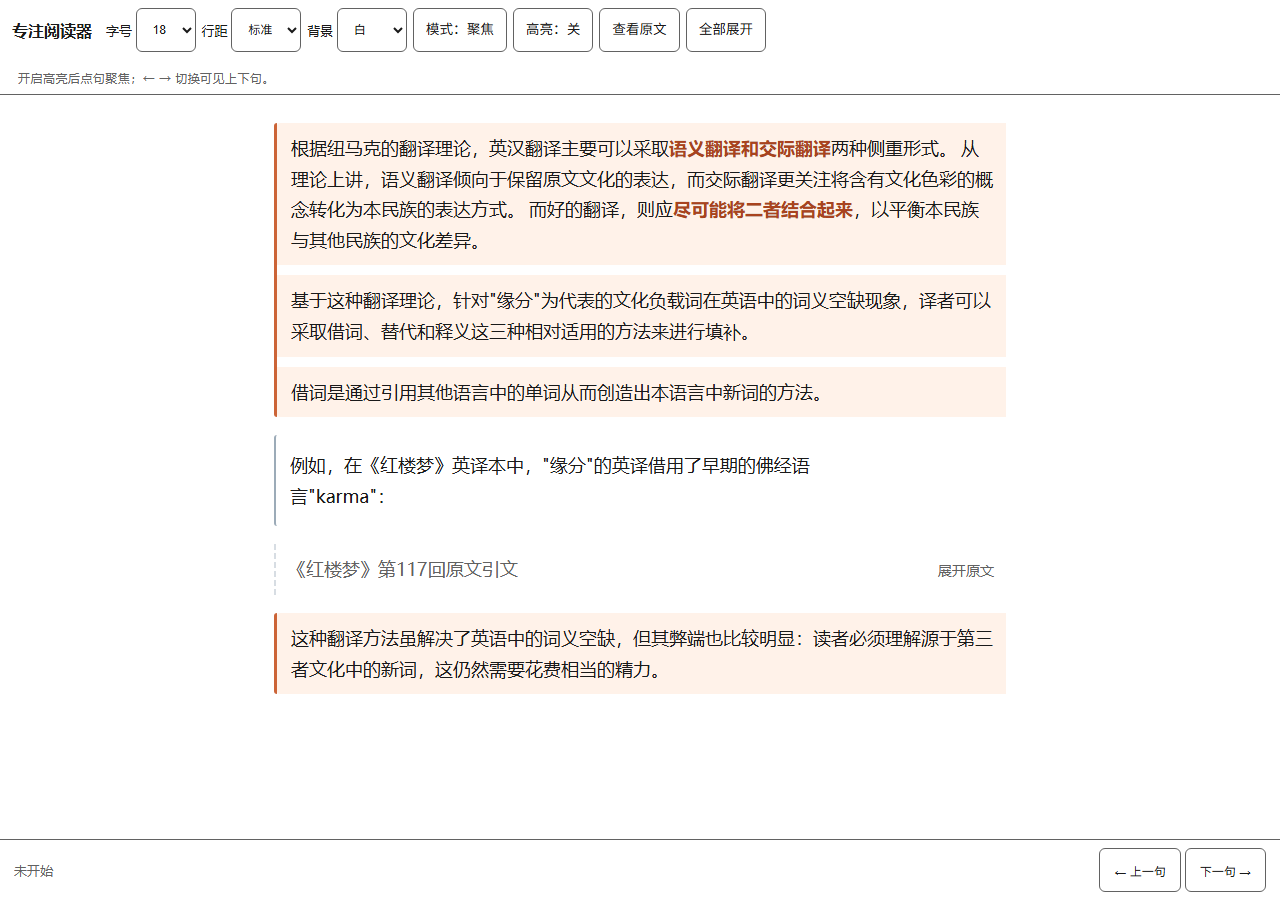 专注阅读器 字号 18 行距 标准 背景 白 模式：聚焦 高亮：关 查看原文 全部展开
开启高亮后点句聚焦；← → 切换可见上下句。
根据纽马克的翻译理论，英汉翻译主要可以采取语义翻译和交际翻译两种侧重形式。 从
理论上讲，语义翻译倾向于保留原文文化的表达，而交际翻译更关注将含有文化色彩的概
念转化为本民族的表达方式。 而好的翻译，则应尽可能将二者结合起来，以平衡本民族
与其他民族的文化差异。
基于这种翻译理论，针对"缘分"为代表的文化负载词在英语中的词义空缺现象，译者可以
采取借词、替代和释义这三种相对适用的方法来进行填补。
借词是通过引用其他语言中的单词从而创造出本语言中新词的方法。
例如，在《红楼梦》英译本中，"缘分"的英译借用了早期的佛经语
言"karma"：
《红楼梦》第117回原文引文 展开原文
这种翻译方法虽解决了英语中的词义空缺，但其弊端也比较明显：读者必须理解源于第三
者文化中的新词，这仍然需要花费相当的精力。
未开始 ← 上一句 下一句 →